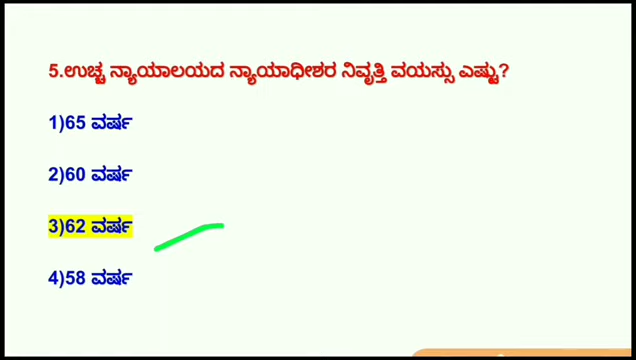 5.ಉಚ್ಚ ನ್ಯಾಯಾಲಯದ ನ್ಯಾಯಾಧೀಶರ ನಿವೃತ್ತಿ ವಯಸ್ಸು ಎಷ್ಟು?
1)65 ವರ್ಷ
2)60 ವರ್ಷ
3)62 ವರ್ಷ
4)58 ವರ್ಷ